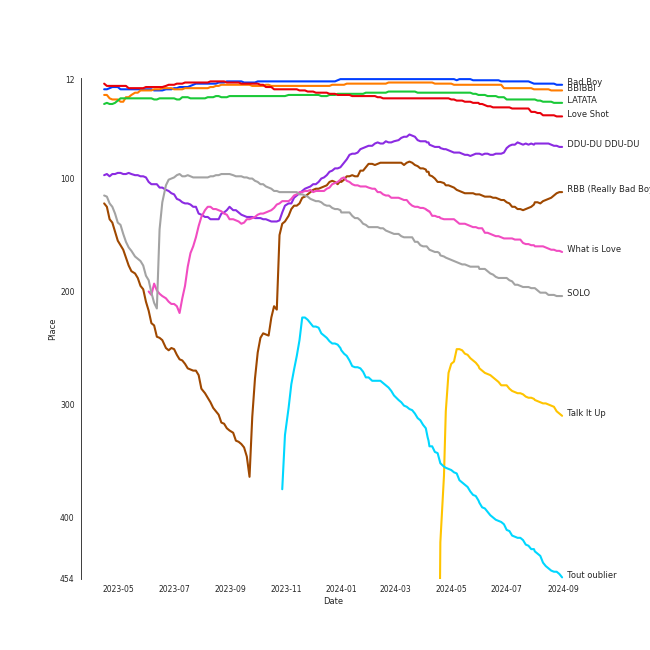 12
100
200
300
400
454
Place
2023-05
2023-07
2023-09
2023-11
2024-01
2024-03
2024-05
2024-07
2024-09
Date
Bad Boy
BIBBI
LATATA
Love Shot
DDU-DU DDU-DU
RBB (Really Bad Boy
What is Love
SOLO
Talk It Up
Tout oublier